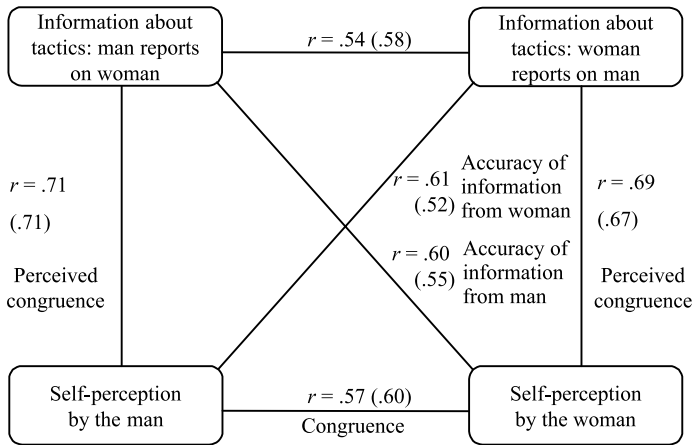 Information about
tactics: man reports
on woman
r = .54 (.58)
Information about
tactics: woman
reports on man
r = .71
(.71)
Perceived
congruence
r = .61
(.52)
Accuracy of
information
from woman
r = .60
(.55)
Accuracy of
information
from man
r = .69
(.67)
Perceived
congruence
Self-perception
by the man
r = .57 (.60)
Congruence
Self-perception
by the woman